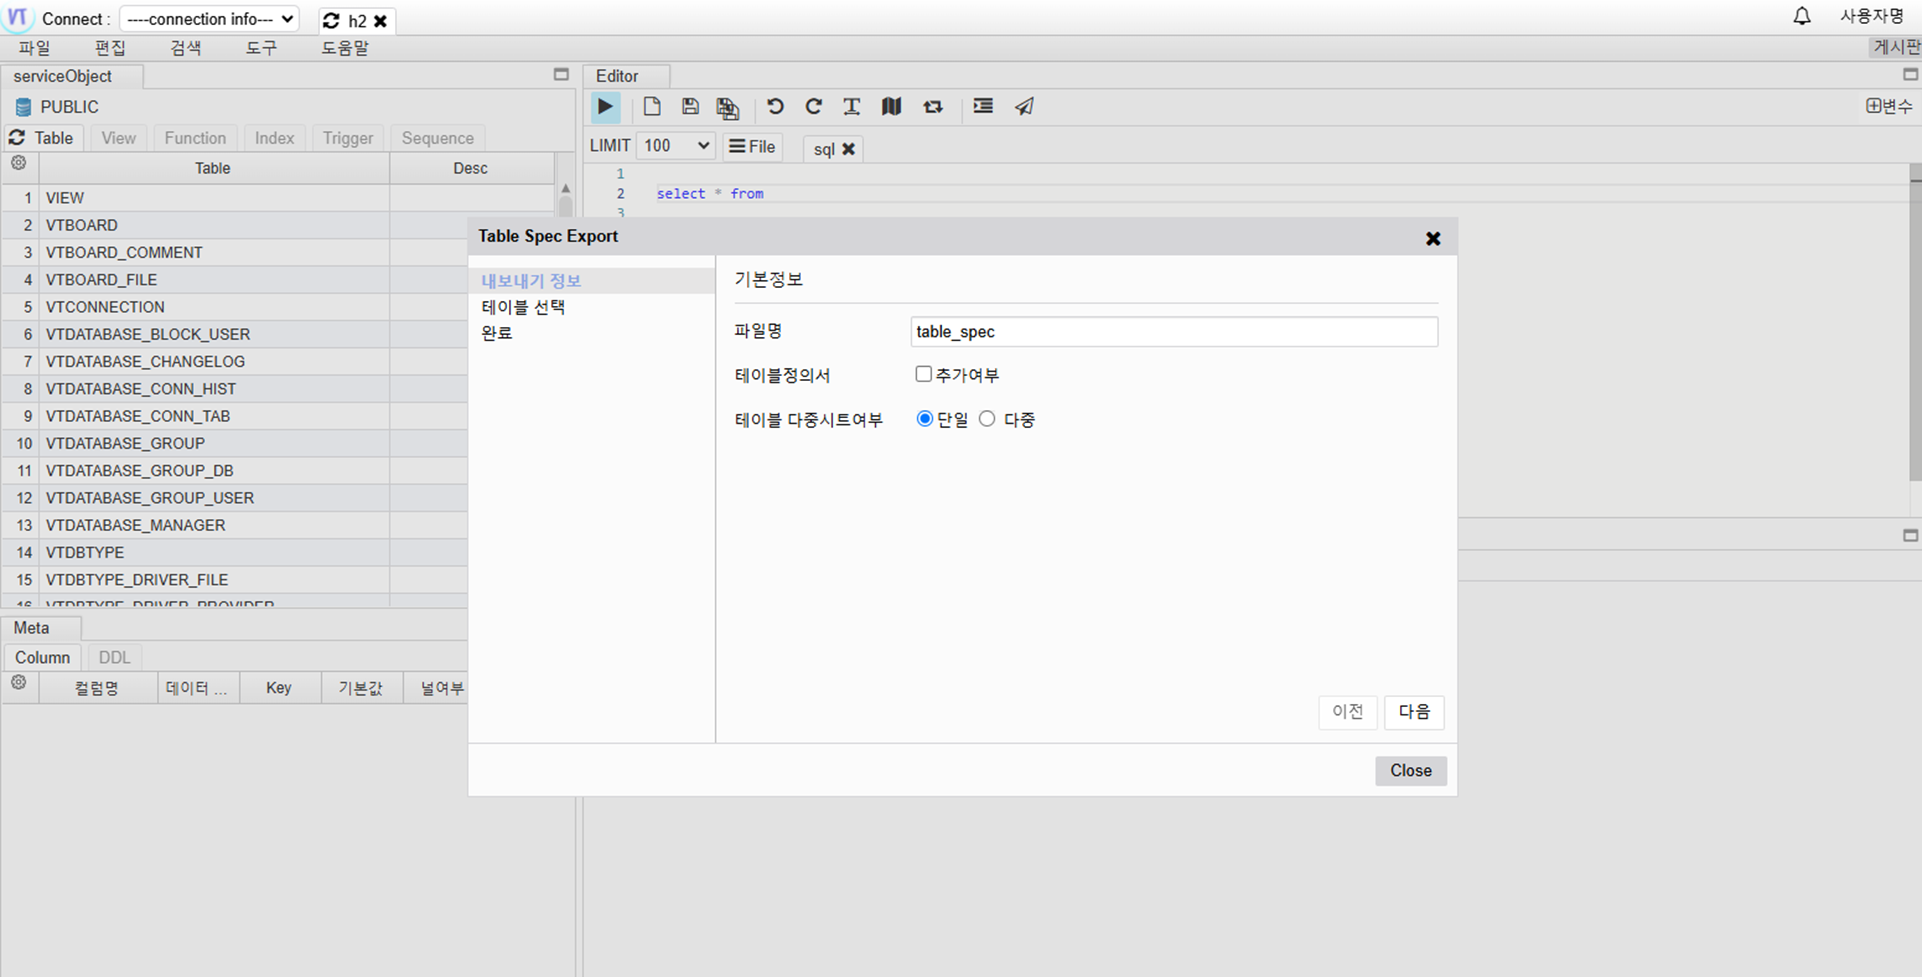 VT Connect : ----connection info--- h2 사용자명
파일 편집 검색 도구 도움말 게시판
serviceObject
PUBLIC
Table View Function Index Trigger Sequence
Table Desc
1 VIEW
2 VTBOARD
3 VTBOARD_COMMENT
4 VTBOARD_FILE
5 VTCONNECTION
6 VTDATABASE_BLOCK_USER
7 VTDATABASE_CHANGELOG
8 VTDATABASE_CONN_HIST
9 VTDATABASE_CONN_TAB
10 VTDATABASE_GROUP
11 VTDATABASE_GROUP_DB
12 VTDATABASE_GROUP_USER
13 VTDATABASE_MANAGER
14 VTDBTYPE
15 VTDBTYPE_DRIVER_FILE
16 VTDBTYPE_DRIVER_PROVIDER
Meta
Column DDL
컬럼명 데이터 ... Key 기본값 널여부
Editor
변수
LIMIT 100 File sql
1
2 select * from
3
Table Spec Export
내보내기 정보
테이블 선택
완료
기본정보
파일명 table_spec
테이블정의서 추가여부
테이블 다중시트여부 단일 다중
이전 다음
Close